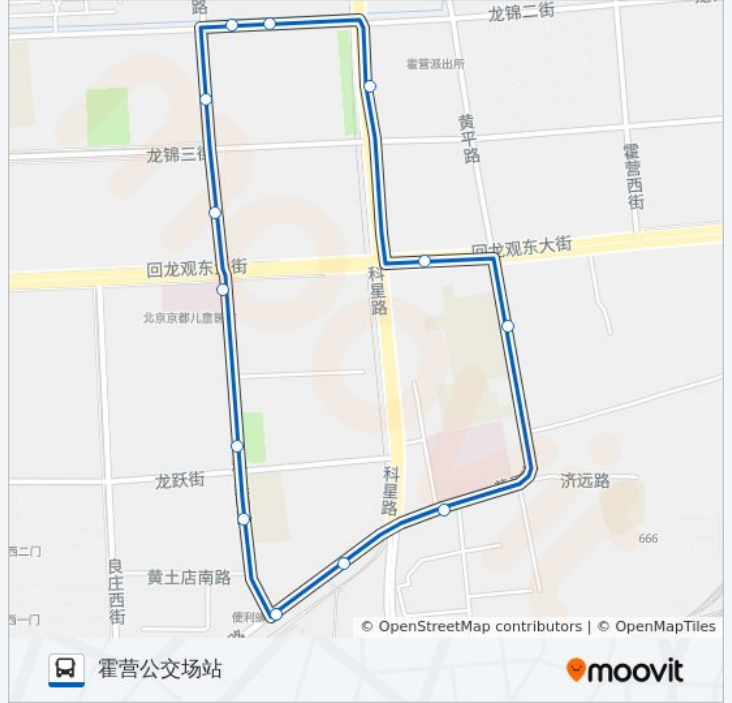 路
龙锦二街
霍营派出所
黄平路
霍营西街
龙锦三街
回龙观东大街
回龙观东大街
科星路
北京京都儿童医
龙跃街
科星路
济远路
666
西二门
良庄西街
黄土店南路
西一门
便利
© OpenStreetMap contributors | © OpenMapTiles
霍营公交场站
moovit